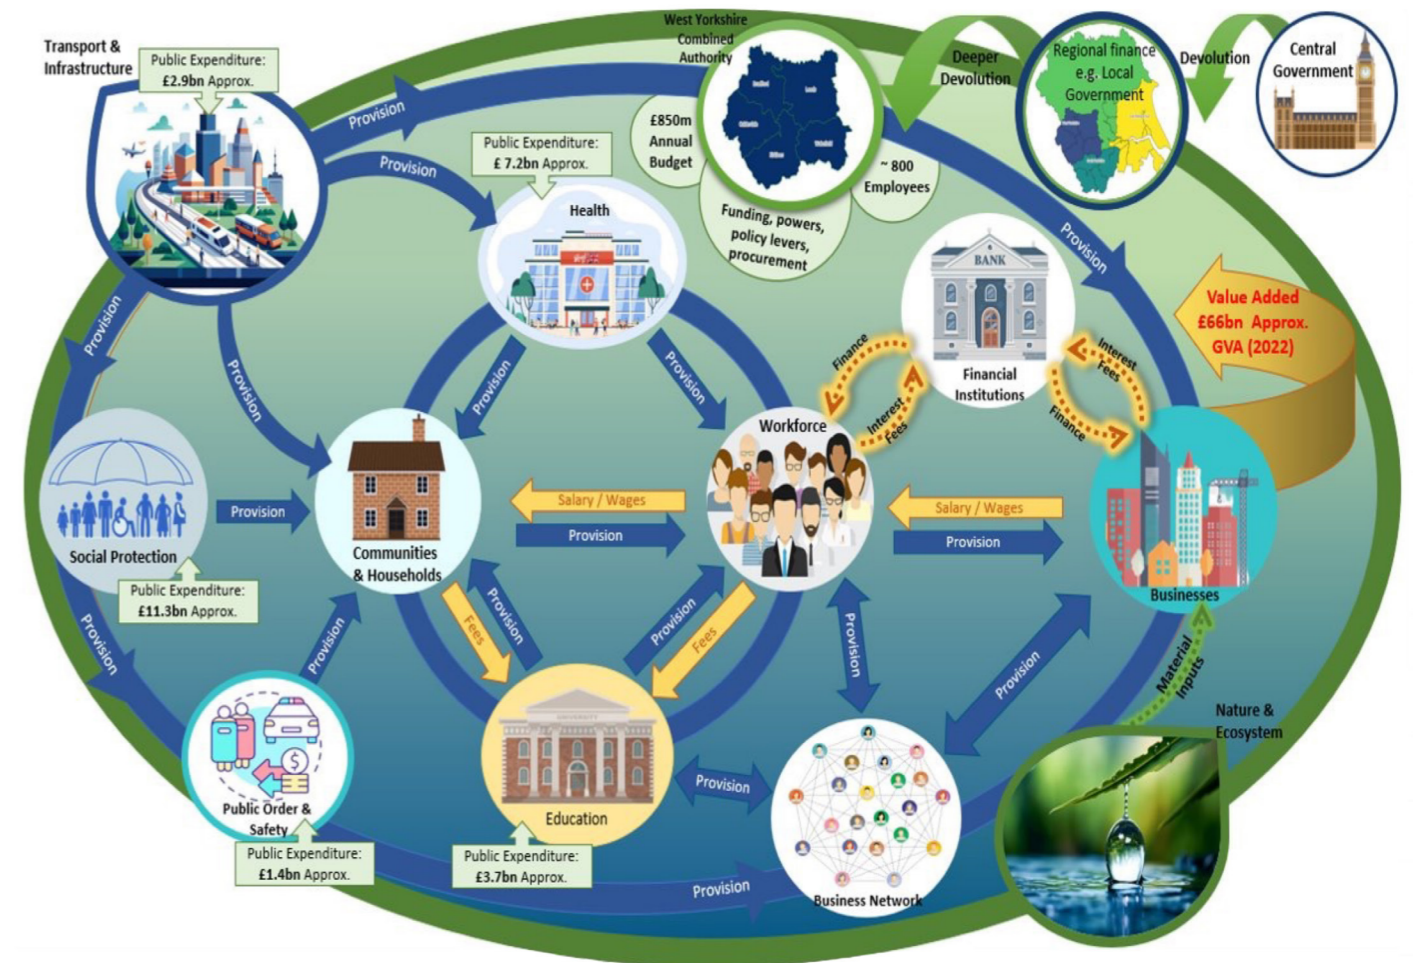 Transport &
Infrastructure
Public Expenditure:
£2.9bn Approx.
Provision
Provision
Public Expenditure:
£ 7.2bn Approx.
Health
West Yorkshire
Combined
Authority
£850m
Annual
Budget
~ 800
Employees
Funding, powers,
policy levers,
procurement
Deeper
Devolution
Regional finance
e.g. Local
Government
Devolution
Central
Government
Provision
BANK
Financial
Institutions
Value Added
£66bn Approx.
GVA (2022)
Finance
Interest
Fees
Interest
Fees
Finance
Provision
Provision
Provision
Provision
Workforce
Social Protection
Public Expenditure:
£11.3bn Approx.
Provision
Communities
& Households
Salary / Wages
Provision
Salary / Wages
Provision
Businesses
Provision
Provision
Fees
Provision
Provision
Fees
Provision
Provision
Material
Inputs
Nature &
Ecosystem
Public Order &
Safety
Public Expenditure:
£1.4bn Approx.
UNIVERSITY
Education
Public Expenditure:
£3.7bn Approx.
Provision
Provision
Business Network